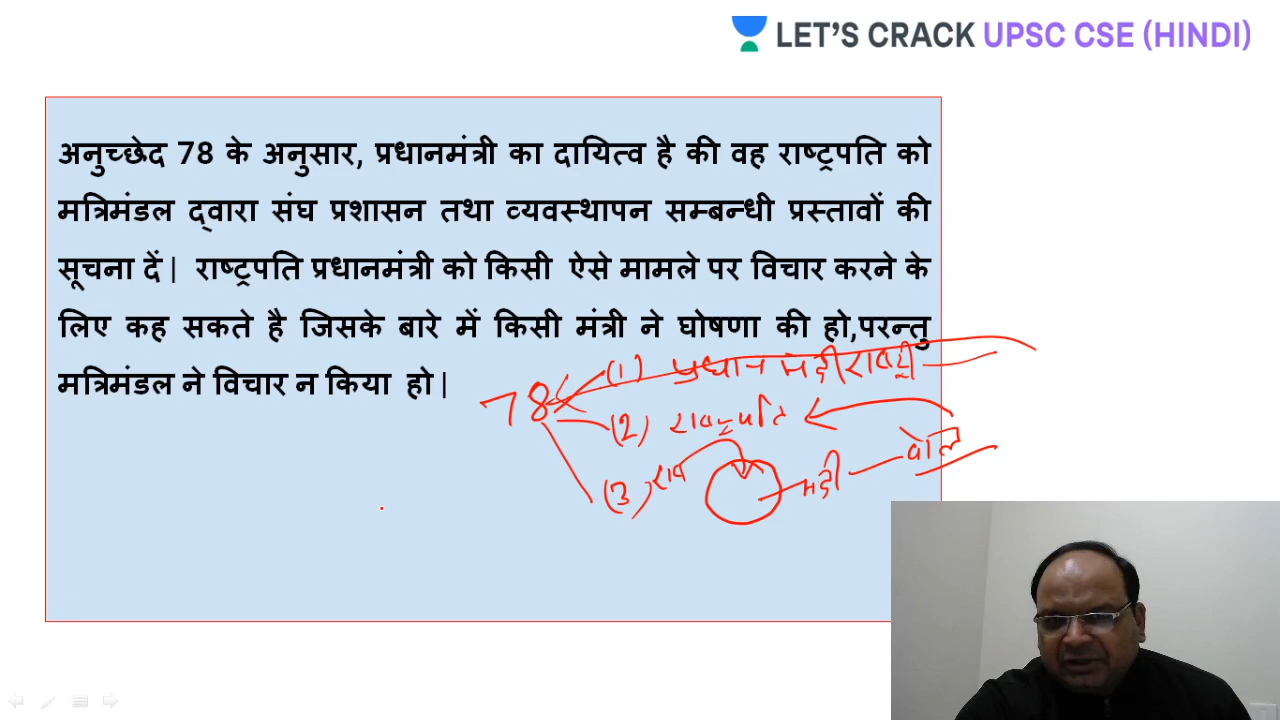 LET'S CRACK UPSC CSE (HINDI)
अनुच्छेद 78 के अनुसार, प्रधानमंत्री का दायित्व है की वह राष्ट्रपति को
मत्रिमंडल द्वारा संघ प्रशासन तथा व्यवस्थापन सम्बन्धी प्रस्तावों की
सूचना दें| राष्ट्रपति प्रधानमंत्री को किसी ऐसे मामले पर विचार करने के
लिए कह सकते है जिसके बारे में किसी मंत्री ने घोषणा की हो,परन्तु
मत्रिमंडल ने विचार न किया हो|
78
(1) प्रधान
(2)
(3)